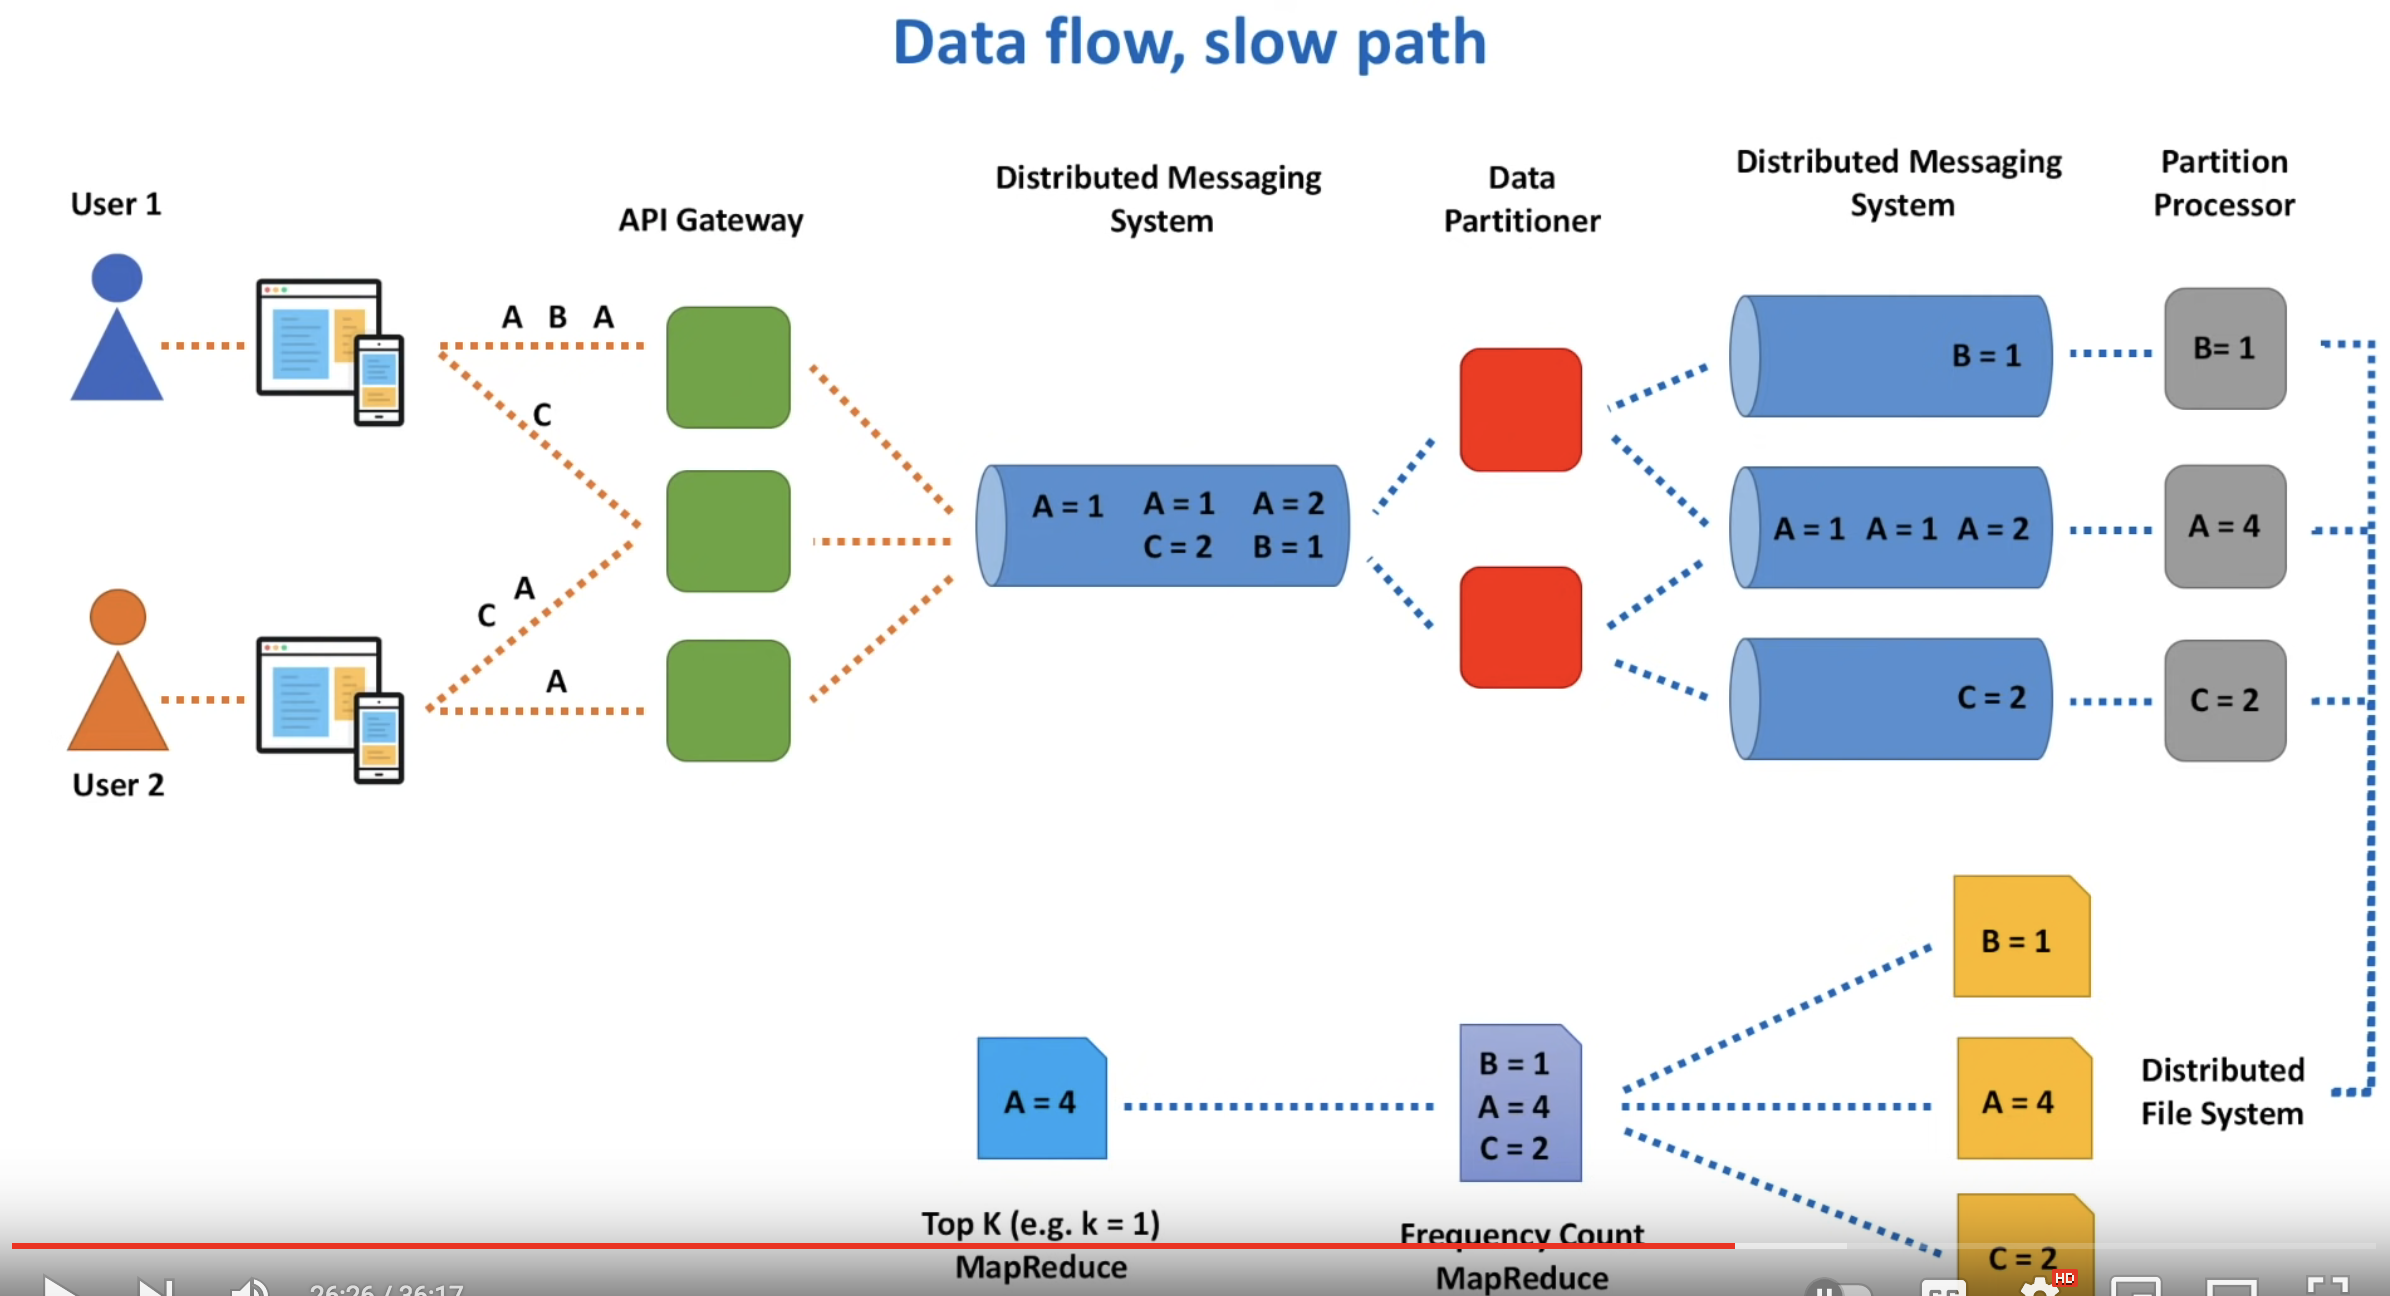 Data flow, slow path
User 1
API Gateway
Distributed Messaging
System
Data
Partitioner
Distributed Messaging
System
Partition
Processor
A B A
C
C A
A
User 2
A = 1 A = 1 A = 2
C = 2 B = 1
B = 1
A = 1 A = 1 A = 2
C = 2
B= 1
A = 4
C = 2
B = 1
A = 4
C = 2
Distributed
File System
B = 1
A = 4
C = 2
Frequency Count
MapReduce
A = 4
Top K (e.g. k = 1)
MapReduce
26:26 / 36:17
CC
HD